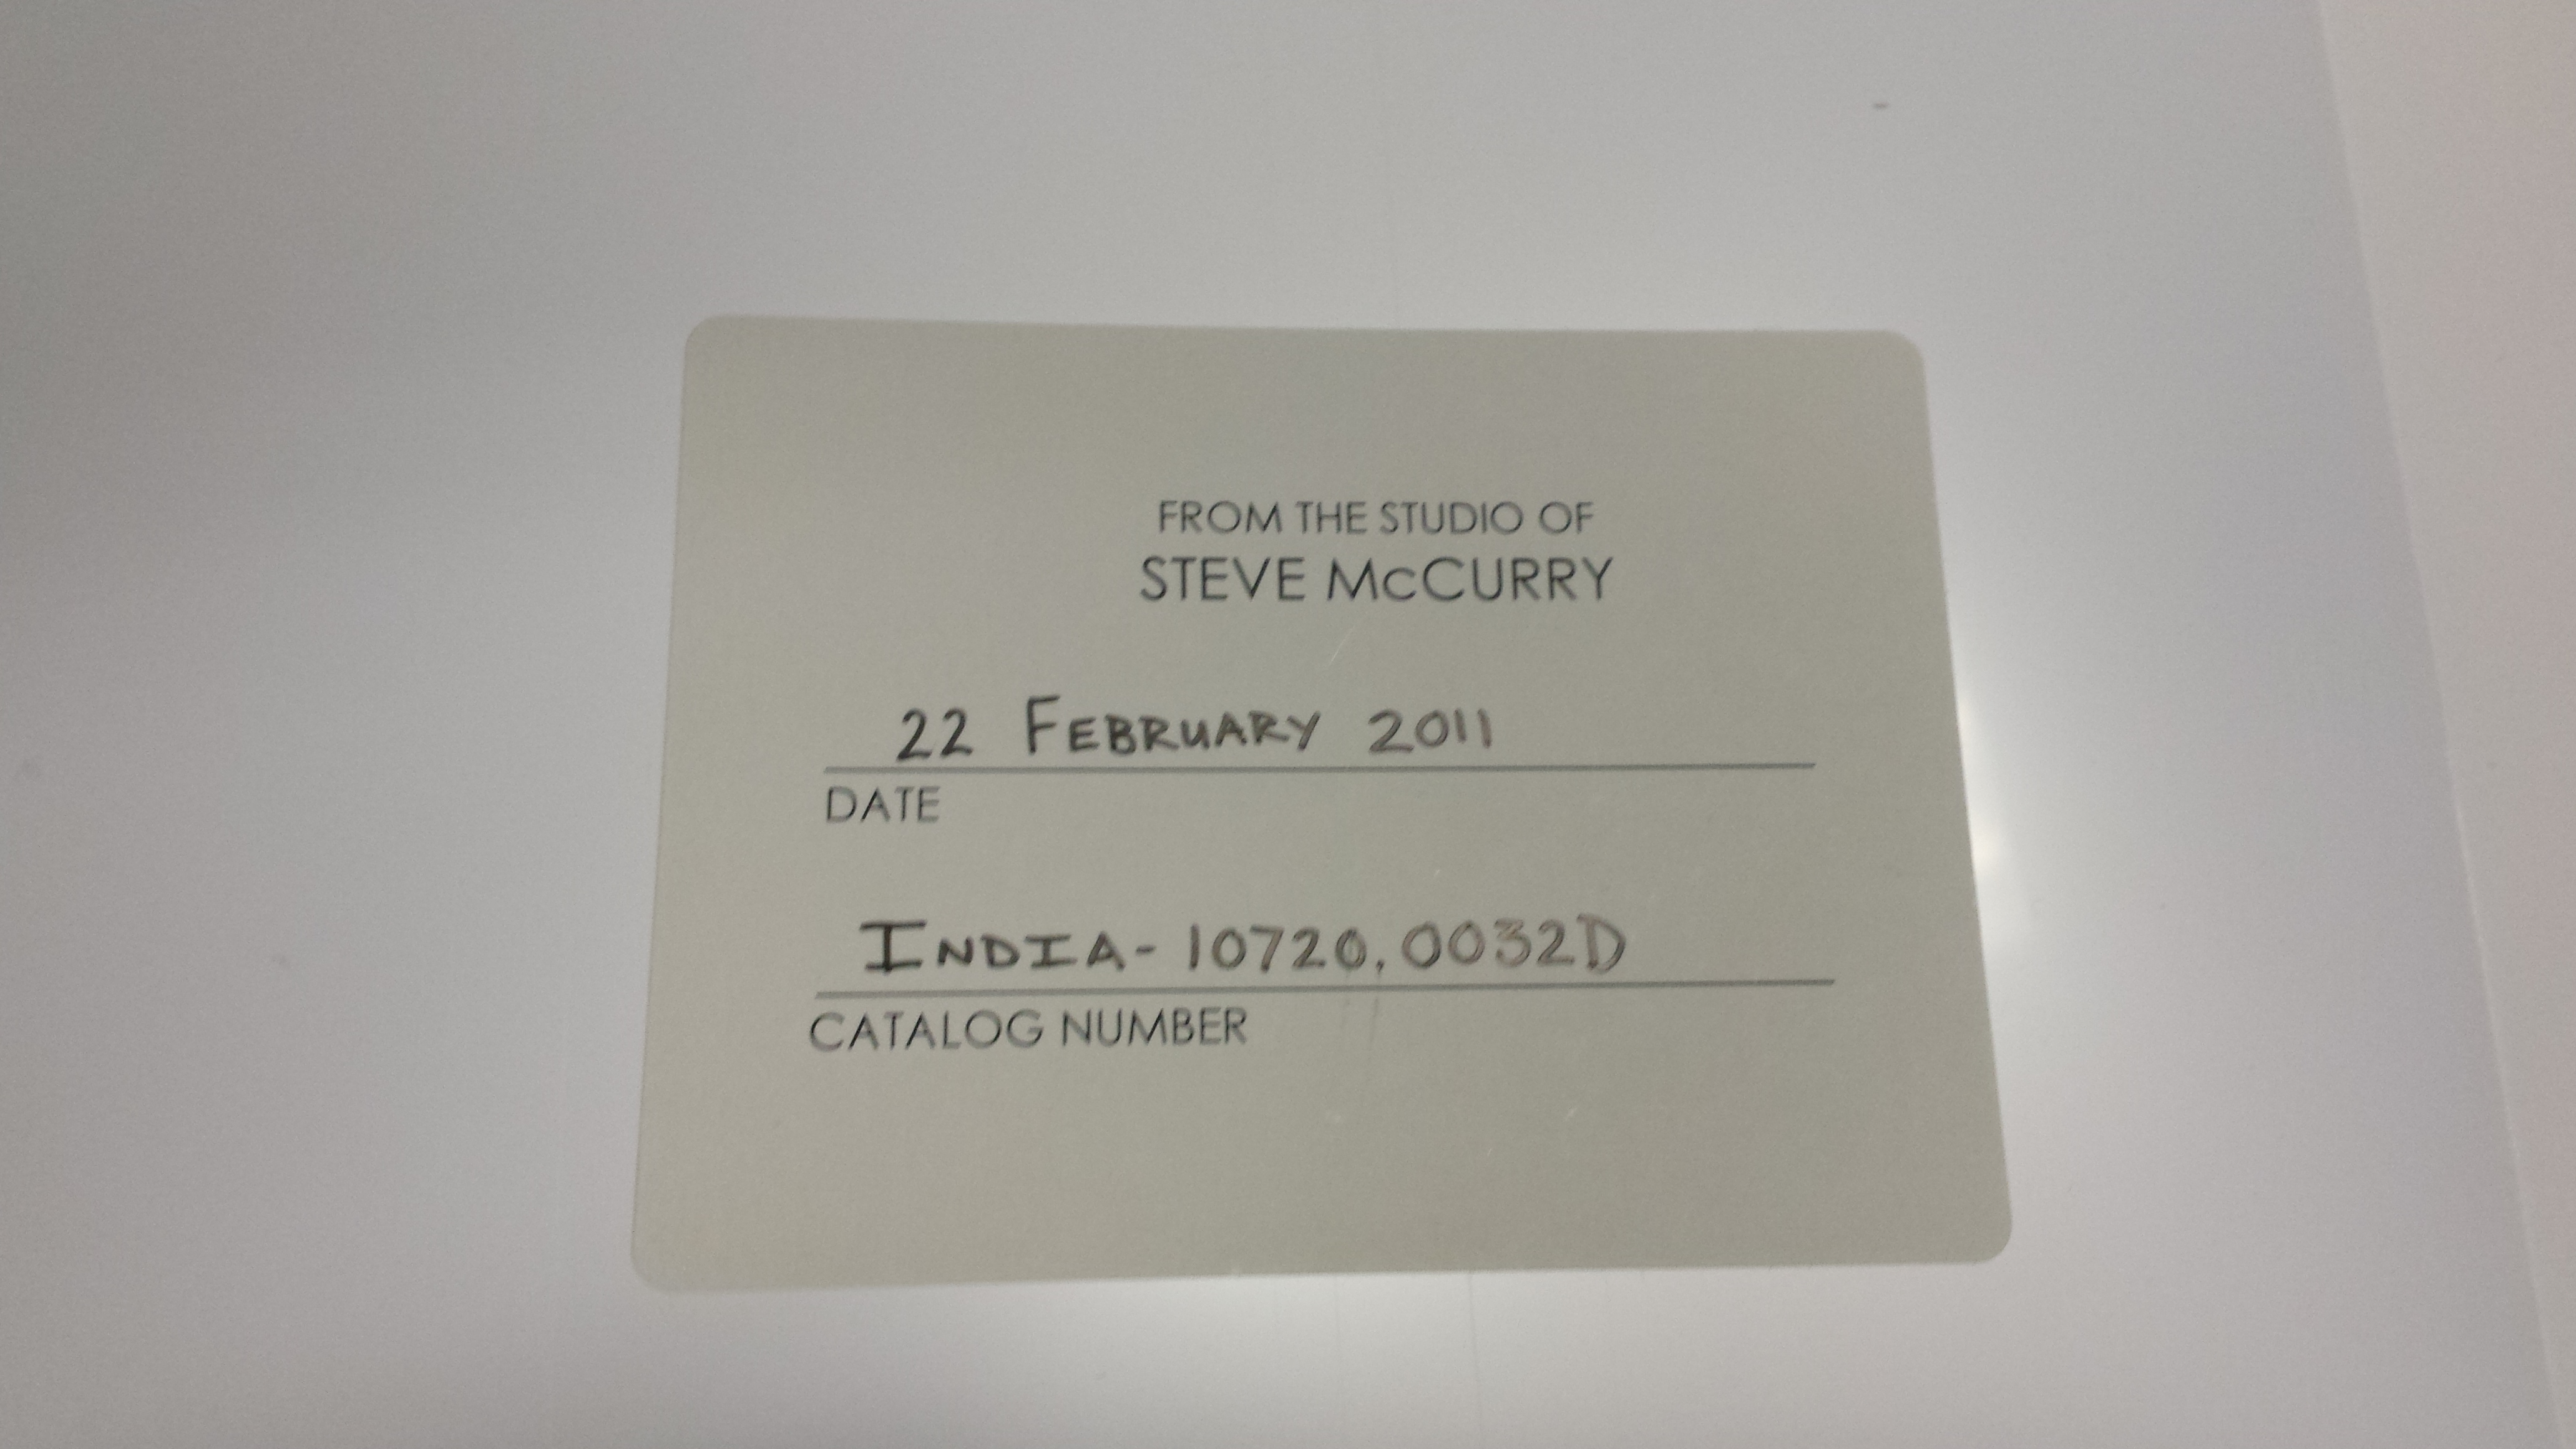 FROM THE STUDIO OF
STEVE McCURRY
22 FEBRUARY 2011
DATE
INDIA- 10720.0032D
CATALOG NUMBER